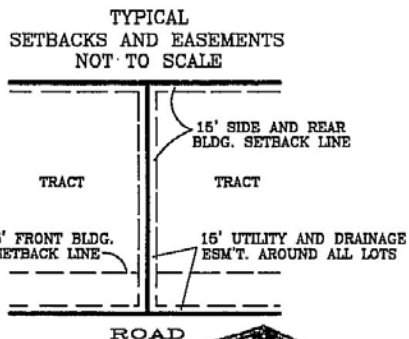 TYPICAL
SETBACKS AND EASEMENTS
NOT TO SCALE
15' SIDE AND REAR
BLDG. SETBACK LINE
TRACT
TRACT
' FRONT BLDG.
SETBACK LINE
15' UTILITY AND DRAINAGE
ESM'T. AROUND ALL LOTS
ROAD